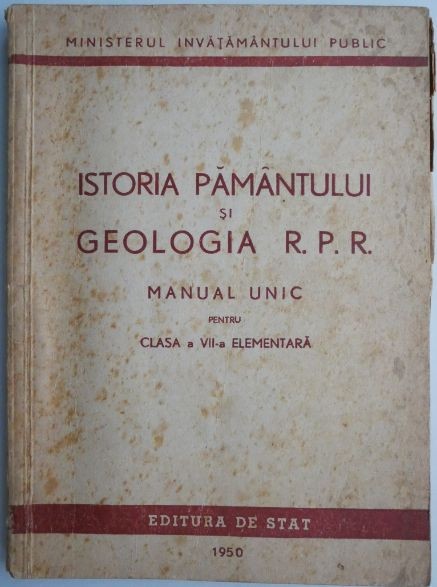 MINISTERUL INVĂȚĂMÂNTULUI PUBLIC
ISTORIA PĂMÂNTULUI
ȘI
GEOLOGIA R. P. R.
MANUAL UNIC
PENTRU
CLASA a VII-a ELEMENTARĂ
EDITURA DE STAT
1950